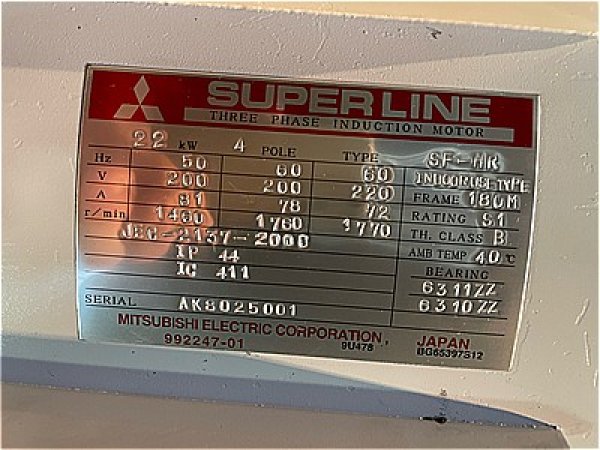 SUPER LINE
THREE PHASE INDUCTION MOTOR
22 kW 4 POLE TYPE SF-HR
Hz 50 60 60 INDOOR USE TYPE
V 200 200 220 FRAME 180M
A 81 78 72 RATING S1
r/min 1460 1760 1770 TH. CLASS B
JEC-2137-2000 AMB TEMP 40 ℃
IP 44 BEARING
IC 411 6311ZZ
6310ZZ
SERIAL AK8025001
MITSUBISHI ELECTRIC CORPORATION, JAPAN
992247-01 9U476 BG65397S12